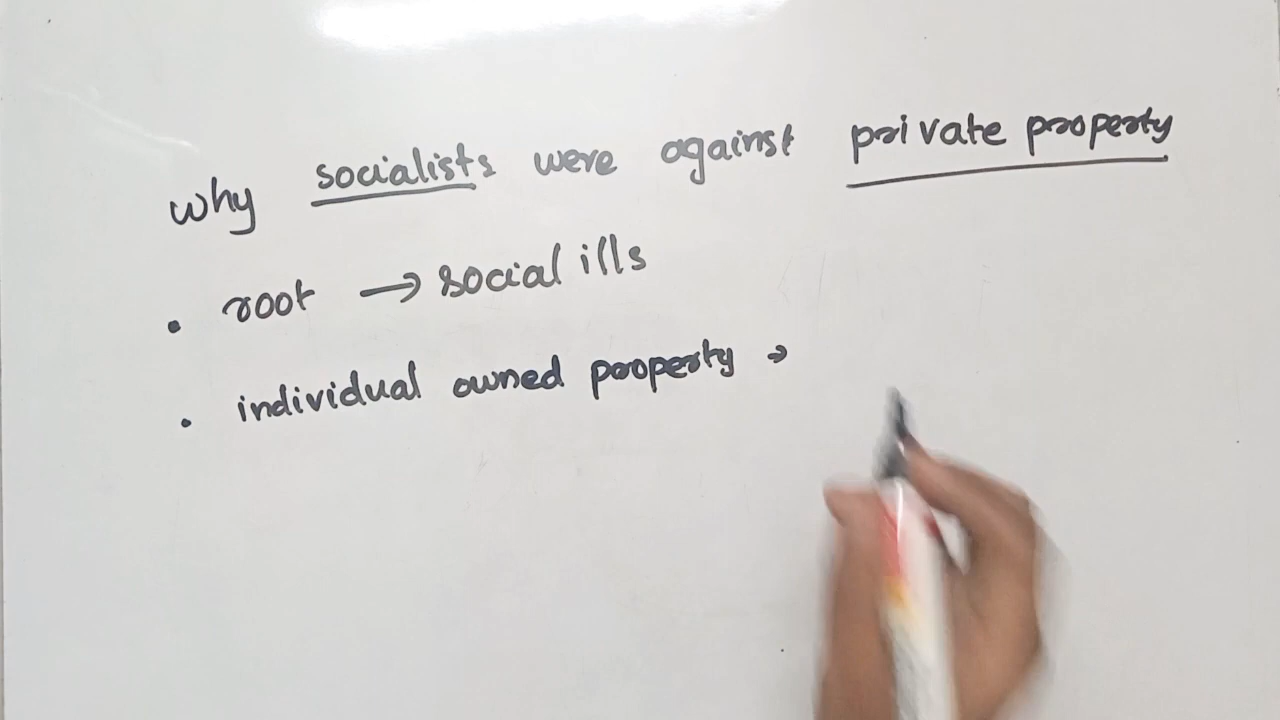 why socialists were against private property
• root → social ills
• individual owned property →